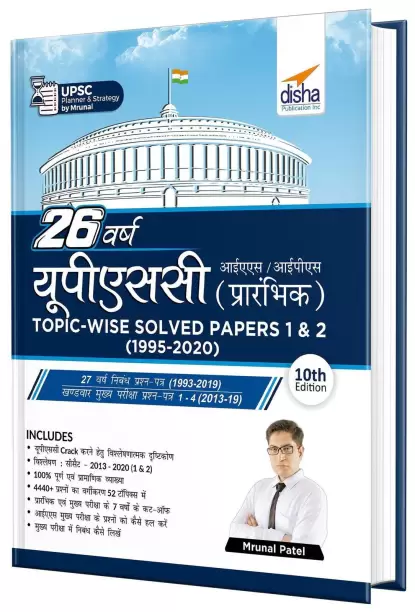 UPSC
Planner & Strategy
by Mrunal
disha
Publication Inc
26 वर्ष
यूपीएससी
आईएएस / आईपीएस
( प्रारंभिक )
TOPIC-WISE SOLVED PAPERS 1 & 2
(1995-2020)
27 वर्ष निबंध प्रश्न-पत्र (1993-2019)
खण्डवार मुख्य परीक्षा प्रश्न-पत्र 1 - 4 (2013-19)
10th
Edition
INCLUDES
• यूपीएससी Crack करने हेतु विश्लेषणात्मक दृष्टिकोण
• विश्लेषण : सीसैट - 2013 - 2020 (1 & 2)
• 100% पूर्ण एवं प्रामाणिक व्याख्या
• 4440+ प्रश्नों का वर्गीकरण 52 टॉपिक्स में
• प्रारंभिक एवं मुख्य परीक्षा के 7 वर्षों के कट-ऑफ
• आईएएस मुख्य परीक्षा के प्रश्नों को कैसे हल करें
• मुख्य परीक्षा में निबंध कैसे लिखें
Mrunal Patel